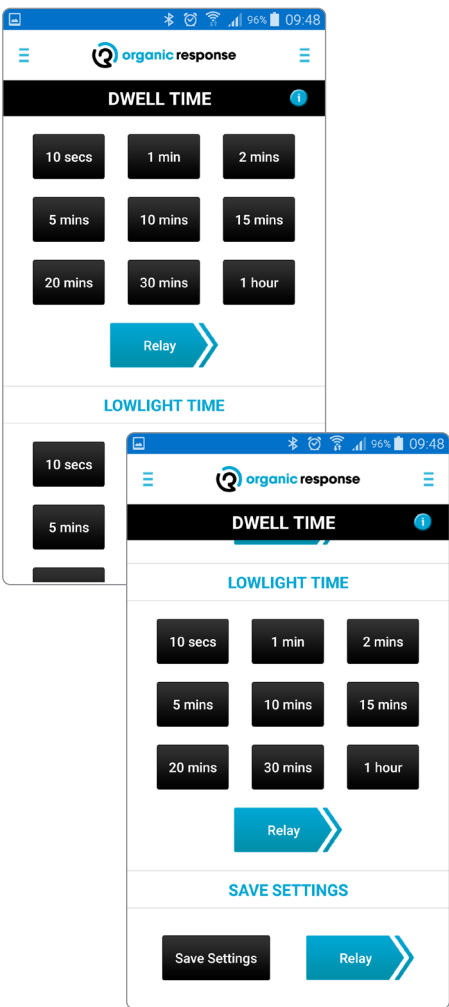 96% 09:48
organic response
DWELL TIME
i
10 secs 1 min 2 mins
5 mins 10 mins 15 mins
20 mins 30 mins 1 hour
Relay
LOWLIGHT TIME
10 secs
5 mins
96% 09:48
organic response
DWELL TIME
i
LOWLIGHT TIME
10 secs 1 min 2 mins
5 mins 10 mins 15 mins
20 mins 30 mins 1 hour
Relay
SAVE SETTINGS
Save Settings Relay